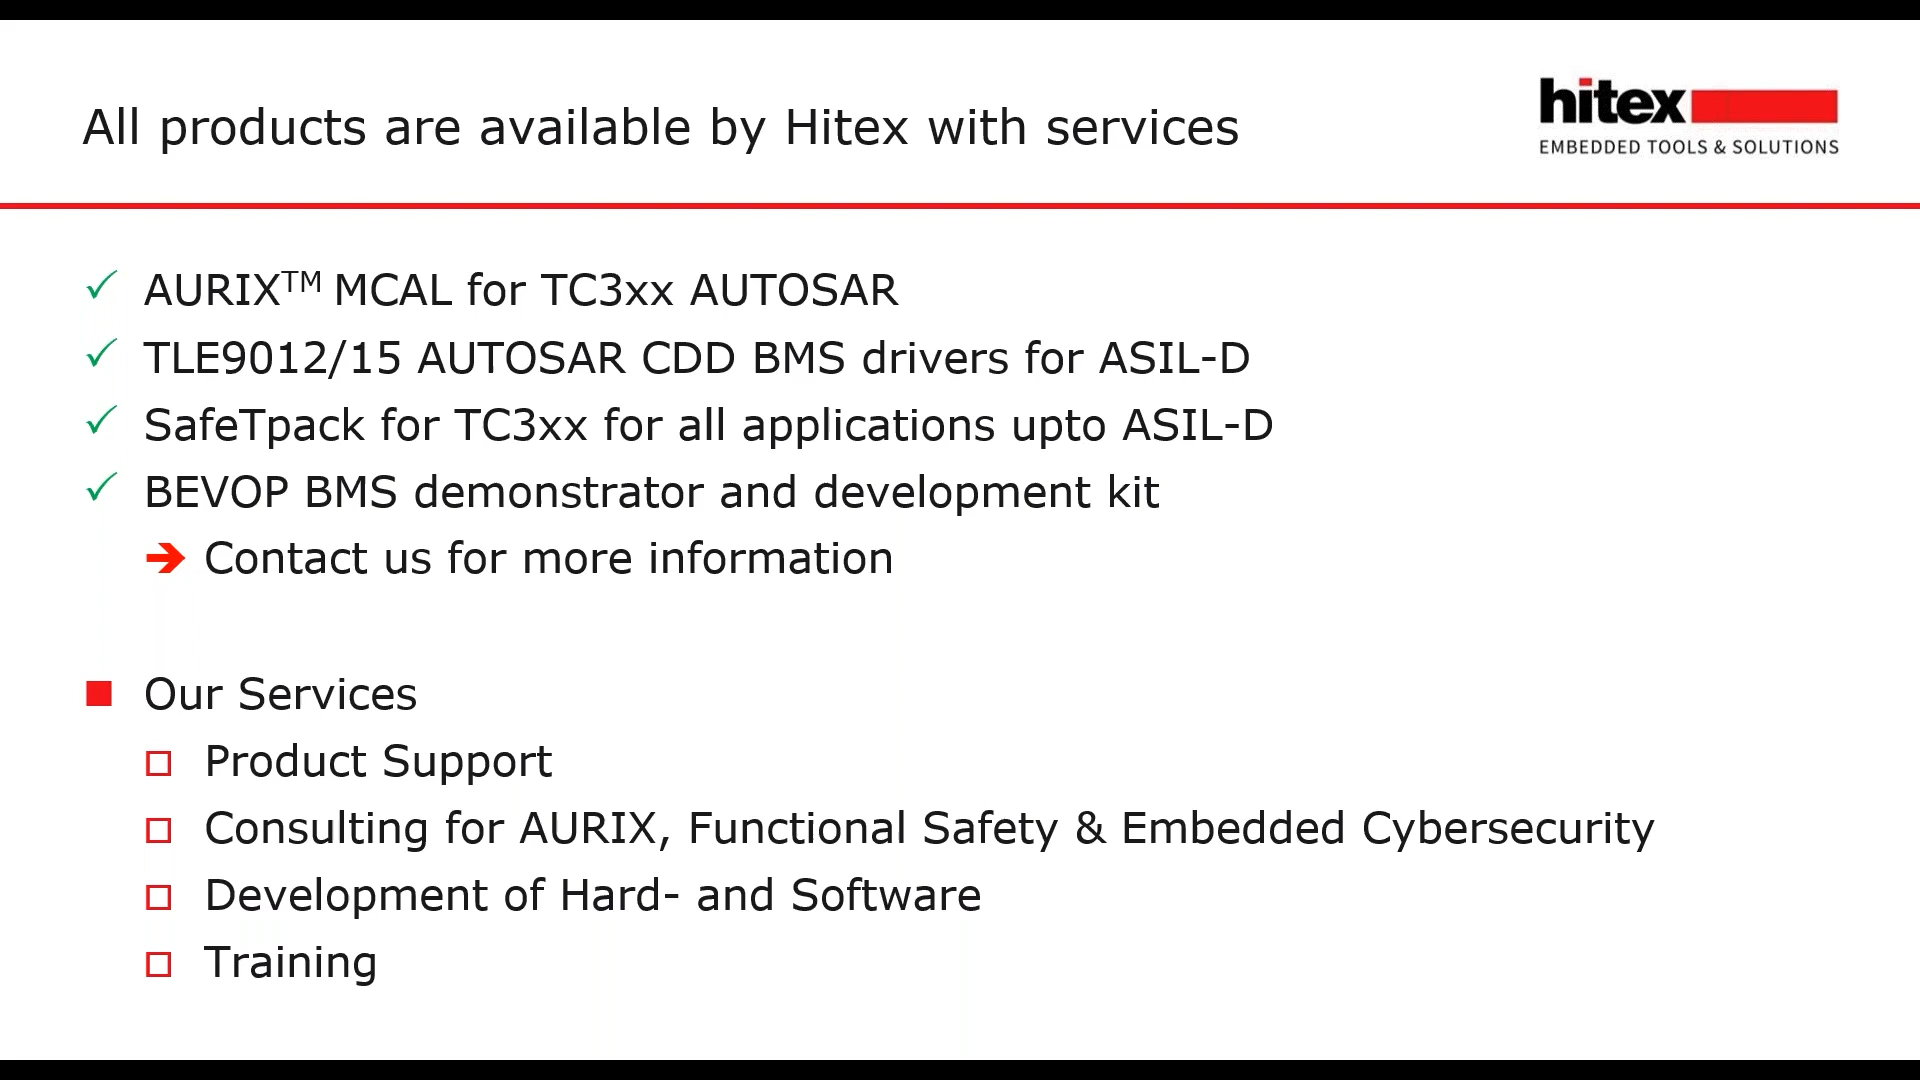 All products are available by Hitex with services
hitex
EMBEDDED TOOLS & SOLUTIONS
AURIX™ MCAL for TC3xx AUTOSAR
TLE9012/15 AUTOSAR CDD BMS drivers for ASIL-D
SafeTpack for TC3xx for all applications upto ASIL-D
BEVOP BMS demonstrator and development kit
Contact us for more information
Our Services
Product Support
Consulting for AURIX, Functional Safety & Embedded Cybersecurity
Development of Hard- and Software
Training